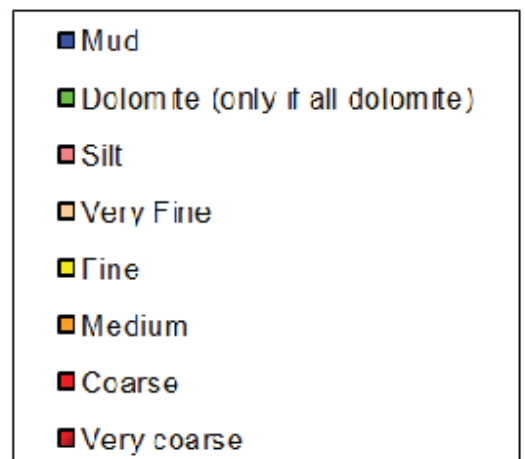 Mud
Dolomite (only if all dolomite)
Silt
Very Fine
Fine
Medium
Coarse
Very coarse